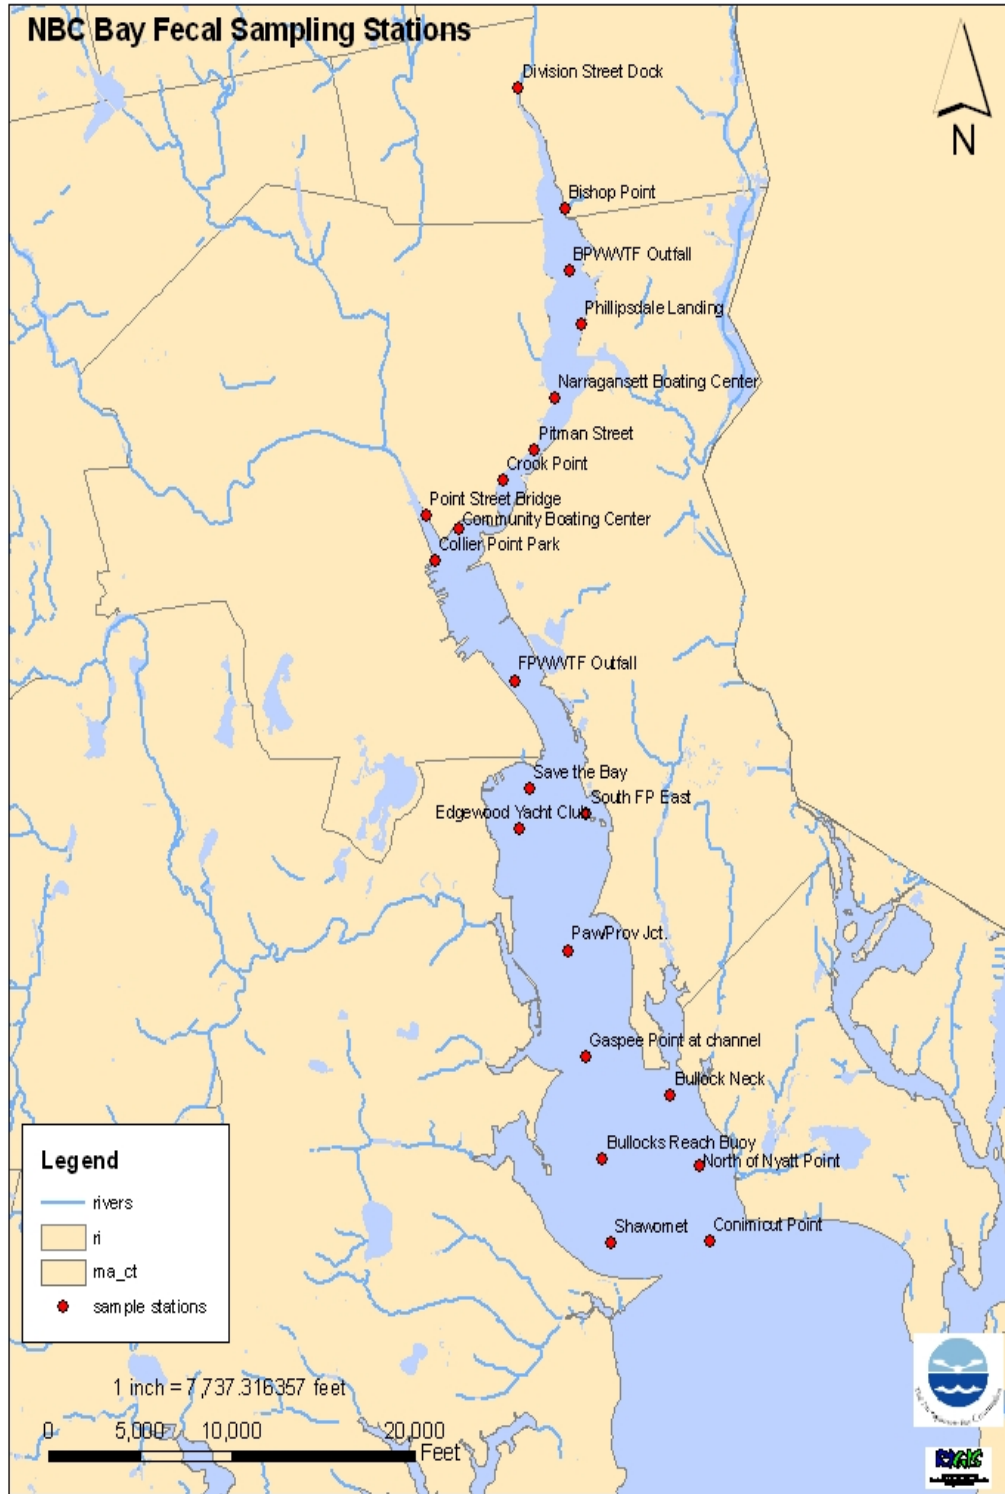 NBC Bay Fecal Sampling Stations
Division Street Dock
N
Bishop Point
BPWWTF Outfall
Phillipsdale Landing
Narragansett Boating Center
Pitman Street
Crook Point
Point Street Bridge
Community Boating Center
Collier Point Park
FPWWTF Outfall
Save the Bay
South FP East
Edgewood Yacht Club
Paw/Prov Jct.
Gaspee Point at channel
Bullock Neck
Bullocks Reach Buoy
North of Nyatt Point
Shawomet
Conimicut Point
Legend
rivers
ri
ma_ct
sample stations
1 inch = 7,737.316357 feet
0 5,000 10,000 20,000
Feet
RIGIS